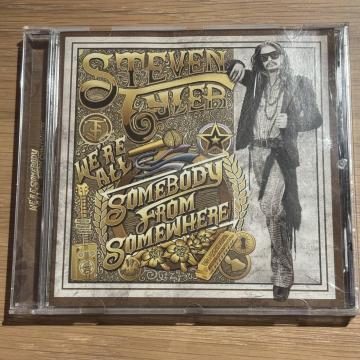 STEVEN
TYLER
WE'RE
ALL
SOMEBODY
FROM
SOMEWHERE